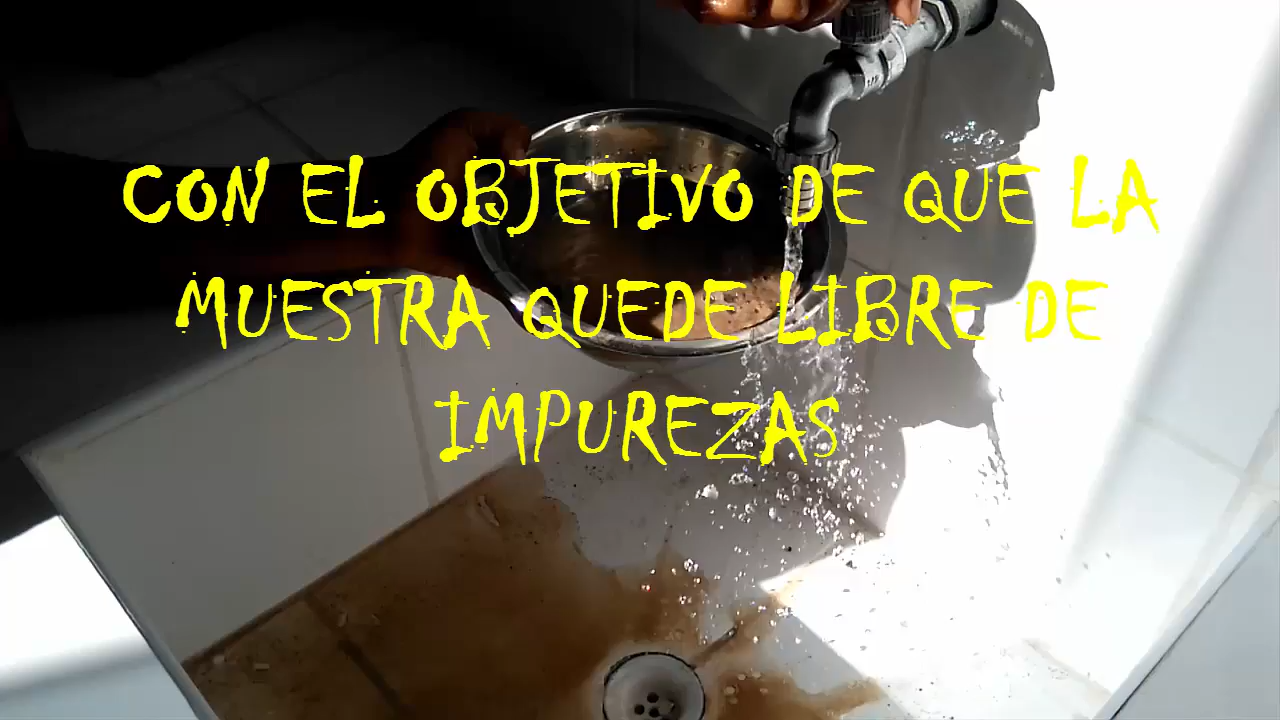 CON EL OBJETIVO DE QUE LA
MUESTRA QUEDE LIBRE DE
IMPUREZAS